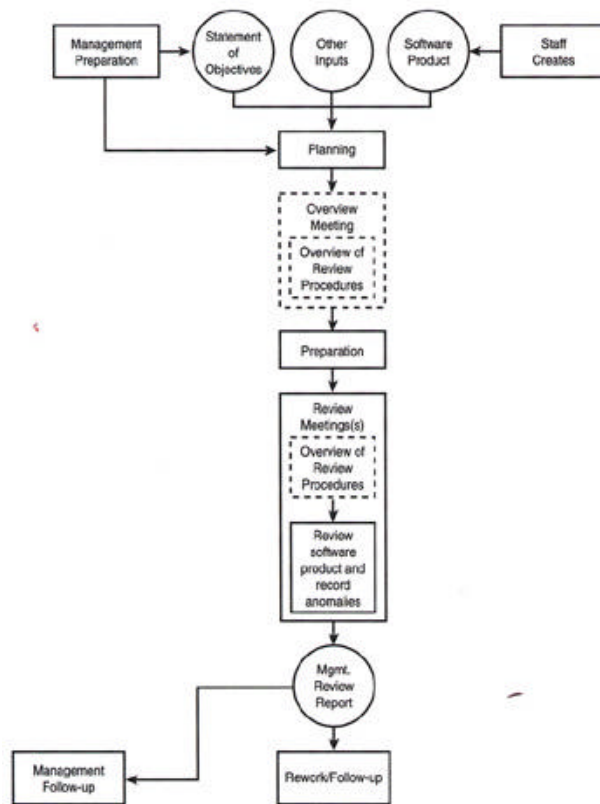 Management
Preparation
Statement
of
Objectives
Other
Inputs
Software
Product
Staff
Creates
Planning
Overview
Meeting
Overview of
Review
Procedures
Preparation
Review
Meetings(s)
Overview of
Review
Procedures
Review
software
product and
record
anomalies
Mgmt.
Review
Report
Management
Follow-up
Rework/Follow-up